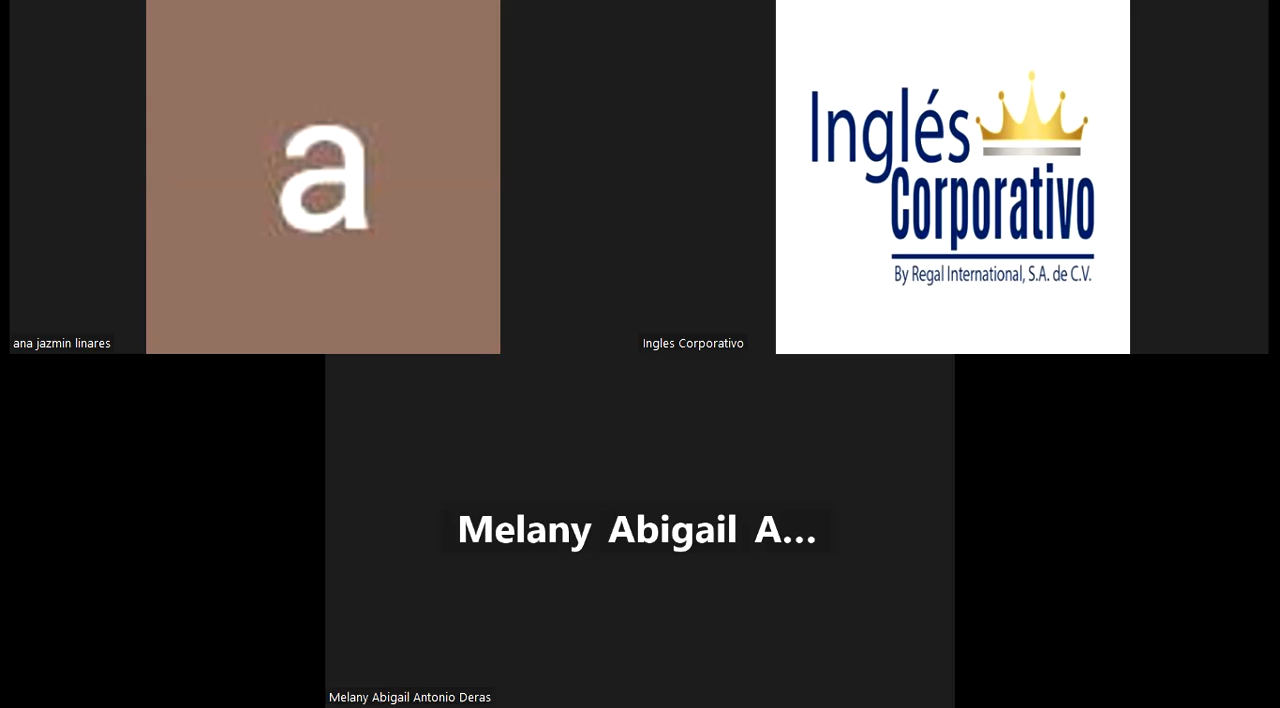 a
ana jazmin linares
Inglés
Corporativo
By Regal International, S.A. de C.V.
Ingles Corporativo
Melany Abigail A...
Melany Abigail Antonio Deras